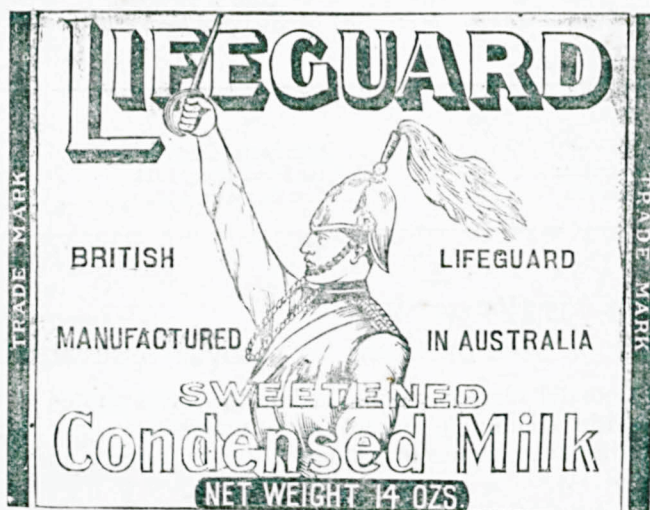 LIFEGUARD
TRADE MARK
BRITISH LIFEGUARD
MANUFACTURED IN AUSTRALIA
SWEETENED
Condensed Milk
NET WEIGHT 14 OZS.
TRADE MARK